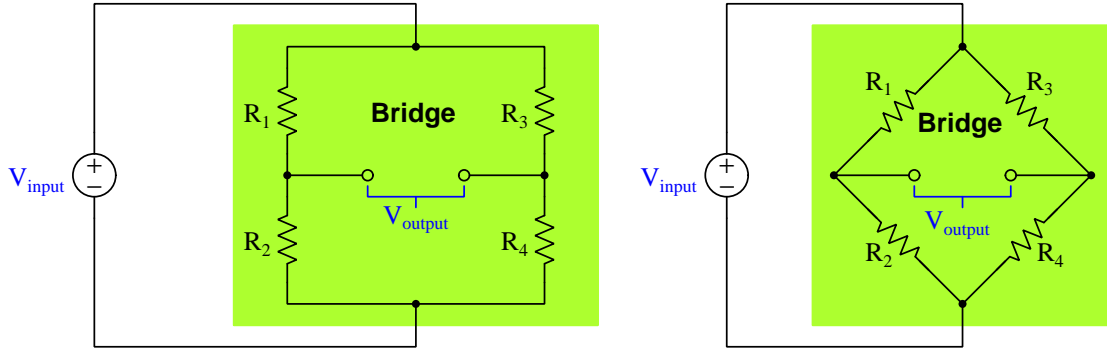 R1
Bridge
R3
Vinput
+
−
Voutput
R2
R4
R1
R3
Bridge
Vinput
+
−
Voutput
R2
R4